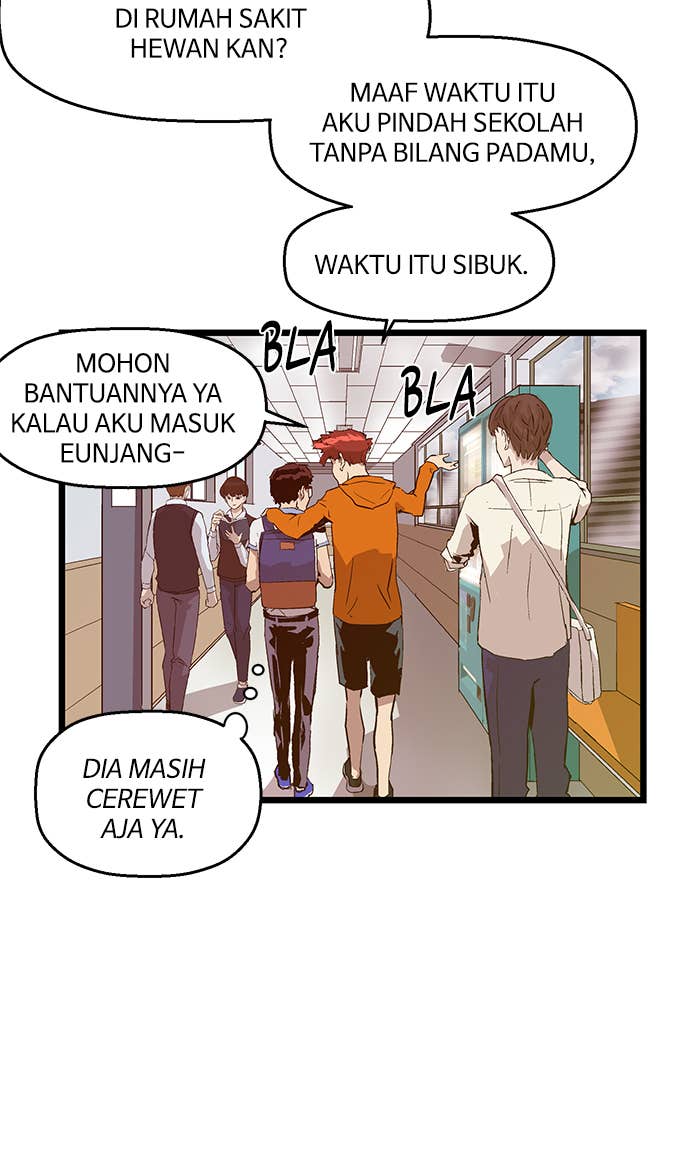 DI RUMAH SAKIT
HEWAN KAN?
MAAF WAKTU ITU
AKU PINDAH SEKOLAH
TANPA BILANG PADAMU,
WAKTU ITU SIBUK.
BLA
BLA
MOHON
BANTUANNYA YA
KALAU AKU MASUK
EUNJANG-
DIA MASIH
CEREWET
AJA YA.